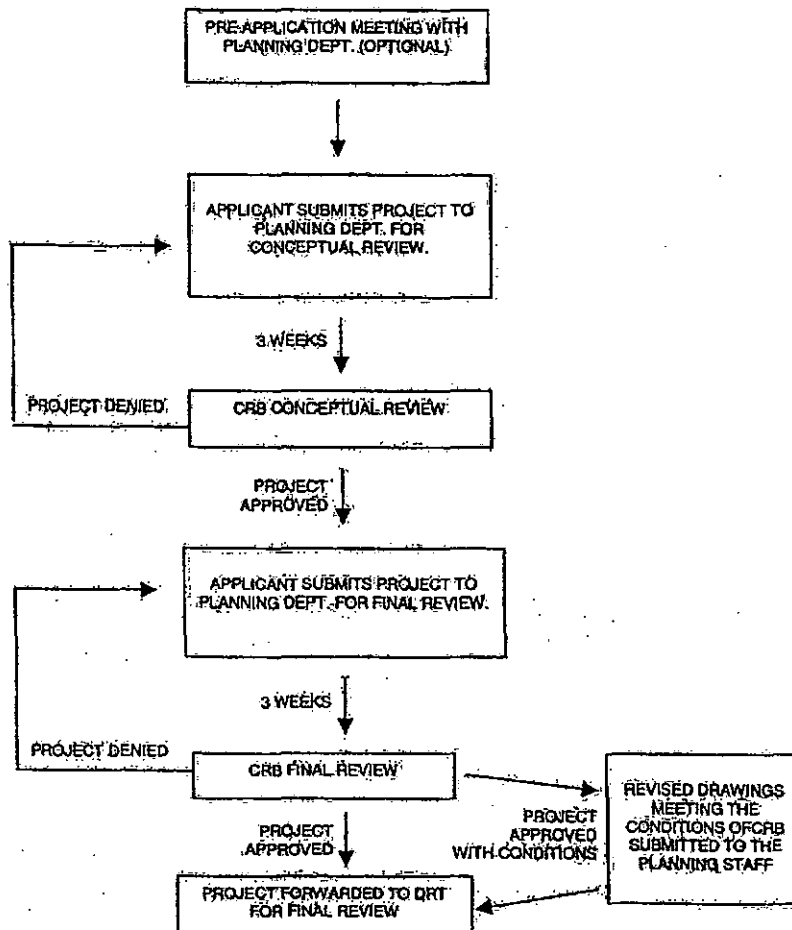 PRE-APPLICATION MEETING WITH
PLANNING DEPT. (OPTIONAL)
APPLICANT SUBMITS PROJECT TO
PLANNING DEPT. FOR
CONCEPTUAL REVIEW.
3 WEEKS
PROJECT DENIED
CRB CONCEPTUAL REVIEW
PROJECT
APPROVED
APPLICANT SUBMITS PROJECT TO
PLANNING DEPT. FOR FINAL REVIEW.
3 WEEKS
PROJECT DENIED
CRB FINAL REVIEW
PROJECT
APPROVED
PROJECT
APPROVED
WITH CONDITIONS
REVISED DRAWINGS
MEETING THE
CONDITIONS OF CRB
SUBMITTED TO THE
PLANNING STAFF
PROJECT FORWARDED TO DRT
FOR FINAL REVIEW